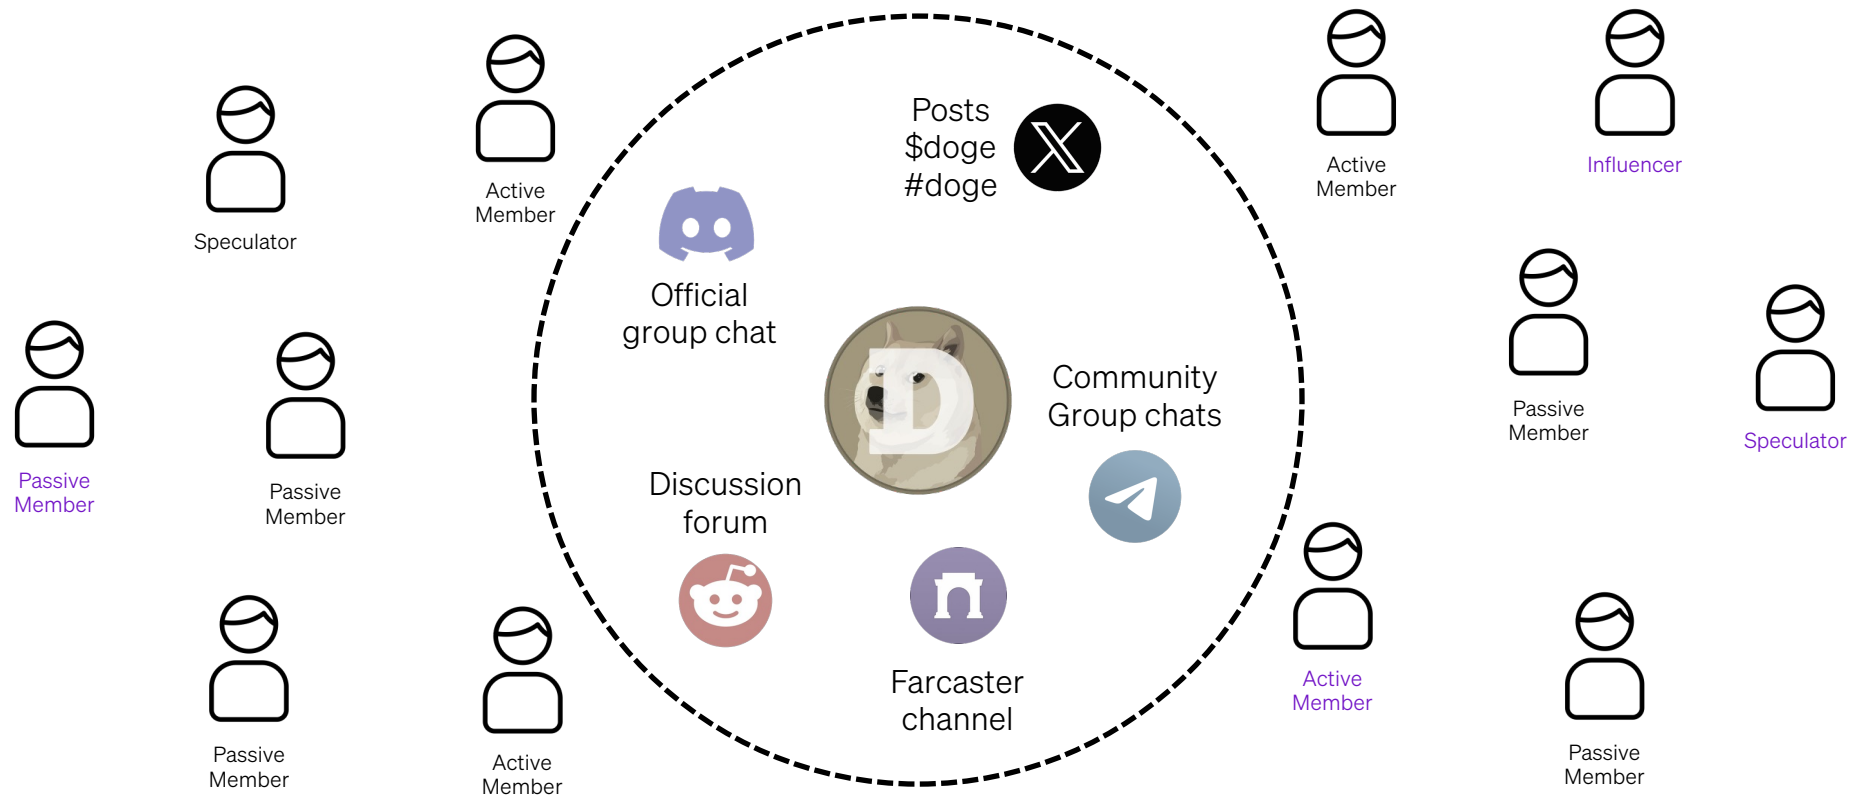 Speculator
Active
Member
Passive
Member
Passive
Member
Passive
Member
Active
Member
Posts
$doge
#doge
Official
group chat
D
Community
Group chats
Discussion
forum
Farcaster
channel
Active
Member
Influencer
Passive
Member
Speculator
Active
Member
Passive
Member